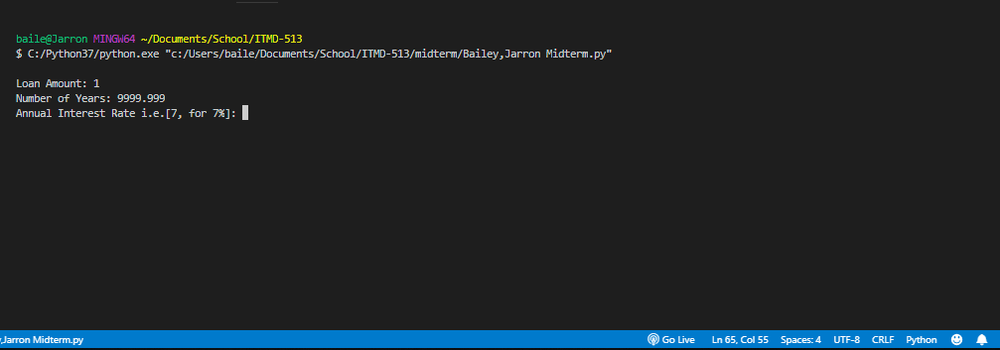 baile@Jarron MINGW64 ~/Documents/School/ITMD-513
$ C:/Python37/python.exe "c:/Users/baile/Documents/School/ITMD-513/midterm/Bailey,Jarron Midterm.py"
Loan Amount: 1
Number of Years: 9999.999
Annual Interest Rate i.e.[7, for 7%]:
,Jarron Midterm.py Go Live Ln 65, Col 55 Spaces: 4 UTF-8 CRLF Python